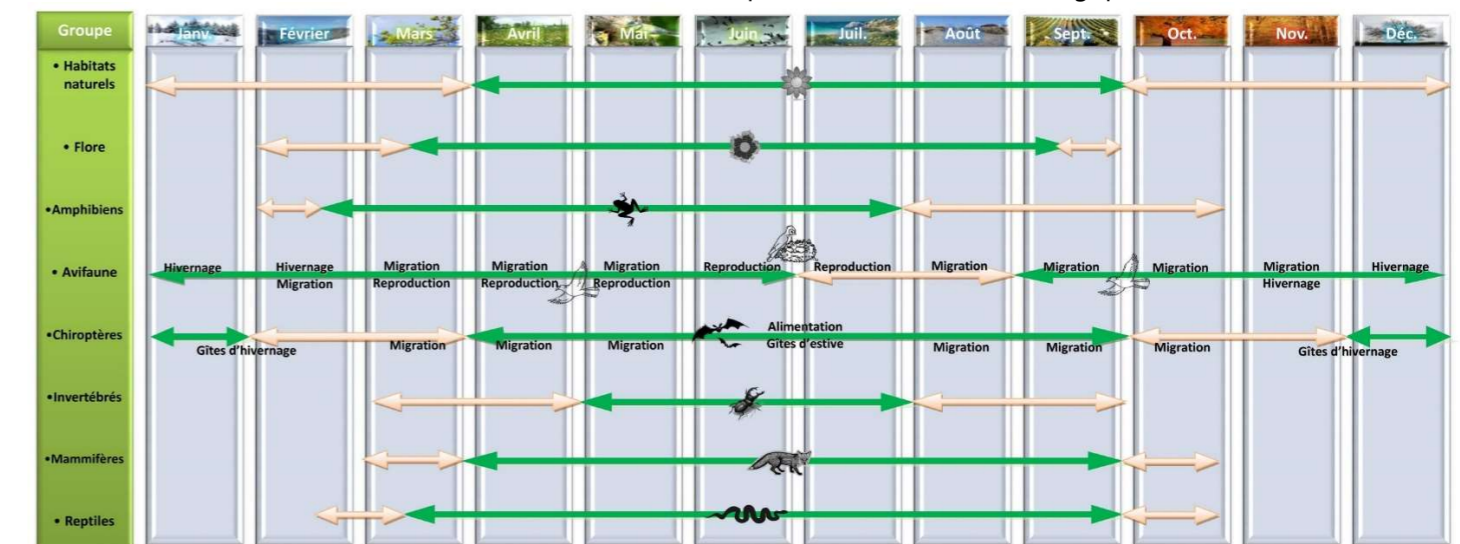 Groupe Janv. Février Mars Avril Mai Juin Juil. Août Sept. Oct. Nov. Déc.
• Habitats
naturels
• Flore
•Amphibiens
• Avifaune Hivernage Hivernage Migration Migration Migration Reproduction Reproduction Migration Migration Migration Migration Hivernage
Migration Reproduction Reproduction Reproduction Hivernage
•Chiroptères Alimentation
Gîtes d'hivernage Migration Migration Migration Gîtes d'estive Migration Migration Migration Gîtes d'hivernage
•Invertébrés
•Mammifères
• Reptiles